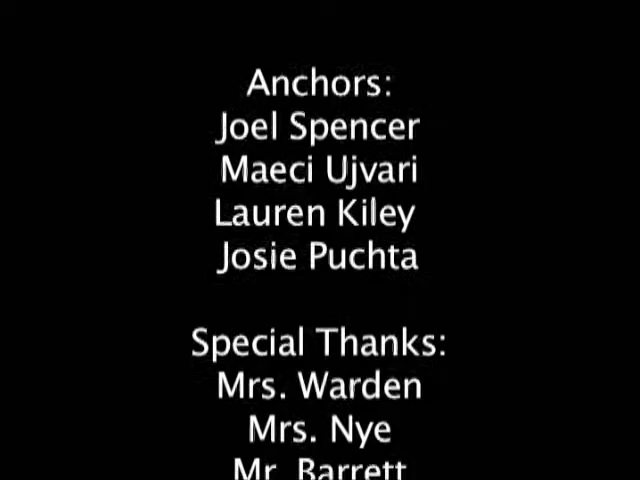 Anchors:
Joel Spencer
Maeci Ujvari
Lauren Kiley
Josie Puchta
Special Thanks:
Mrs. Warden
Mrs. Nye
Mr. Barrett